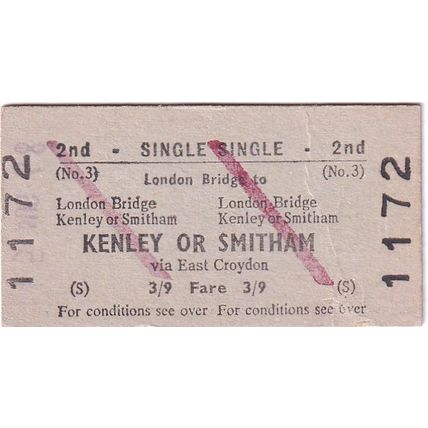 2nd - SINGLE SINGLE - 2nd
(No.3) London Bridge to (No.3)
London Bridge London Bridge
Kenley or Smitham Kenley or Smitham
KENLEY OR SMITHAM
via East Croydon
(S) 3/9 Fare 3/9 (S)
For conditions see over For conditions see over
1172
1172